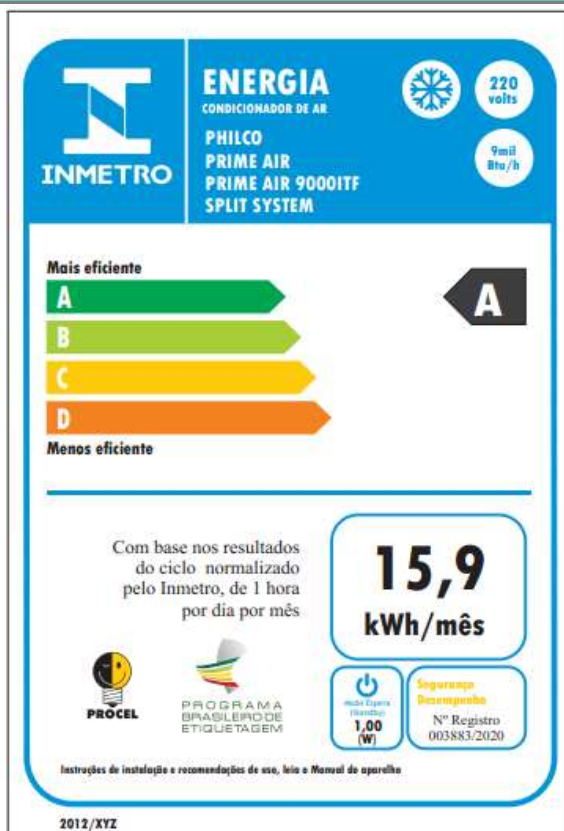 INMETRO
ENERGIA
CONDICIONADOR DE AR
PHILCO
PRIME AIR
PRIME AIR 9000ITF
SPLIT SYSTEM
220
volts
9mil
Btu/h
Mais eficiente
A
A
B
C
D
Menos eficiente
Com base nos resultados
do ciclo normalizado
pelo Inmetro, de 1 hora
por dia por mês
15,9
kWh/mês
PROCEL
PROGRAMA
BRASILEIRO DE
ETIQUETAGEM
Modo Espera
(Standby)
1,00
(W)
Segurança
Desempenho
Nº Registro
003883/2020
Instruções de instalação e recomendações de uso, leia o Manual do aparelho
2012/XYZ